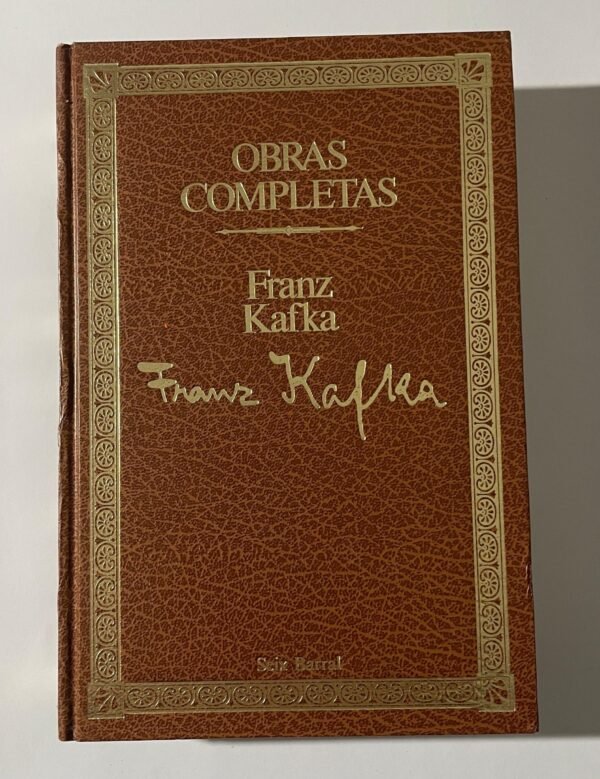 OBRAS
COMPLETAS
Franz
Kafka
Franz Kafka
Seix Barral